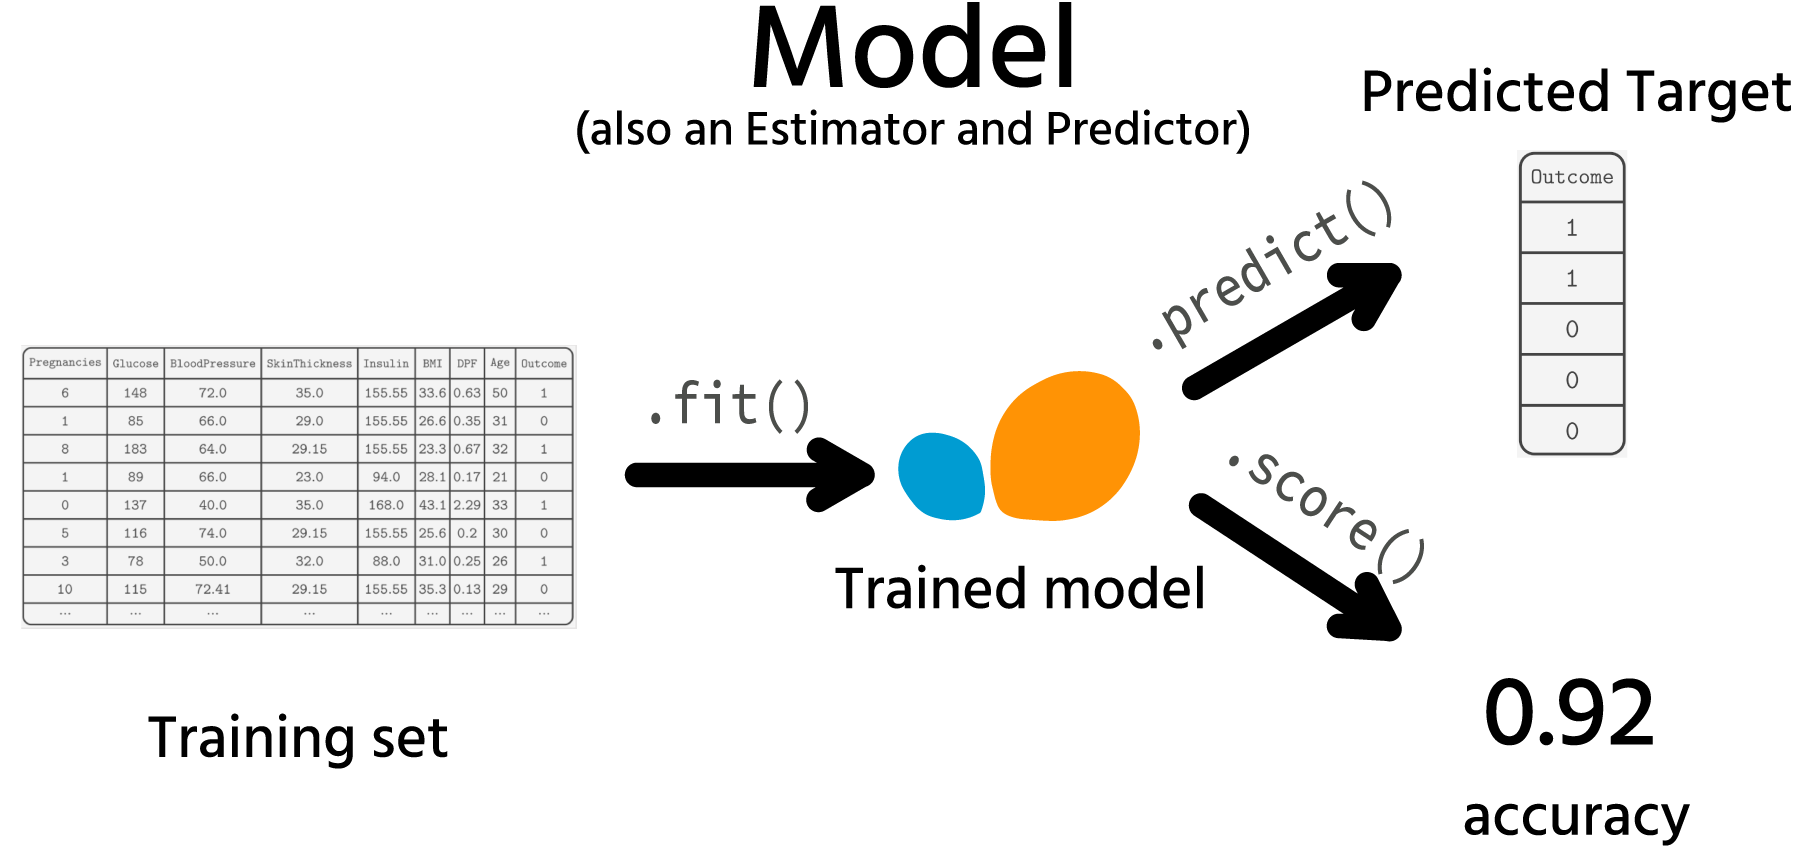 Model
(also an Estimator and Predictor)
Predicted Target
Outcome
1
1
0
0
0
.predict()
.fit()
.score()
Pregnancies Glucose BloodPressure SkinThickness Insulin BMI DPF Age Outcome
6 148 72.0 35.0 155.55 33.6 0.63 50 1
1 85 66.0 29.0 155.55 26.6 0.35 31 0
8 183 64.0 29.15 155.55 23.3 0.67 32 1
1 89 66.0 23.0 94.0 28.1 0.17 21 0
0 137 40.0 35.0 168.0 43.1 2.29 33 1
5 116 74.0 29.15 155.55 25.6 0.2 30 0
3 78 50.0 32.0 88.0 31.0 0.25 26 1
10 115 72.41 29.15 155.55 35.3 0.13 29 0
... ... ... ... ... ... ... ... ...
Trained model
Training set
0.92
accuracy